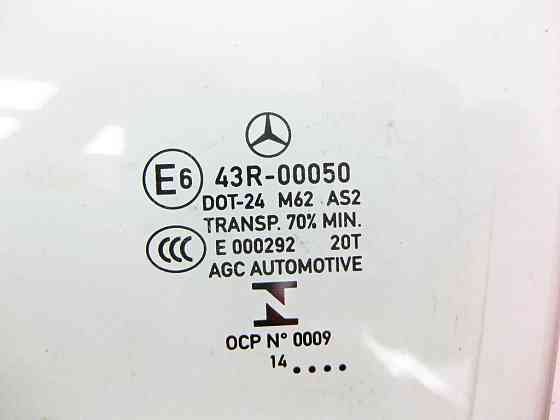 E6 43R-00050
DOT-24 M62 AS2
TRANSP. 70% MIN.
CCC E 000292 20T
AGC AUTOMOTIVE
OCP N° 0009
14 ....